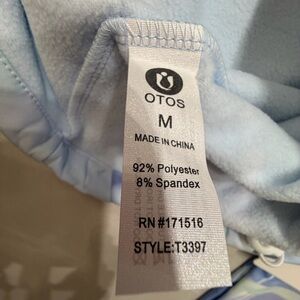 OTOS
M
MADE IN CHINA
92% Polyester
8% Spandex
RN #171516
STYLE:T3397